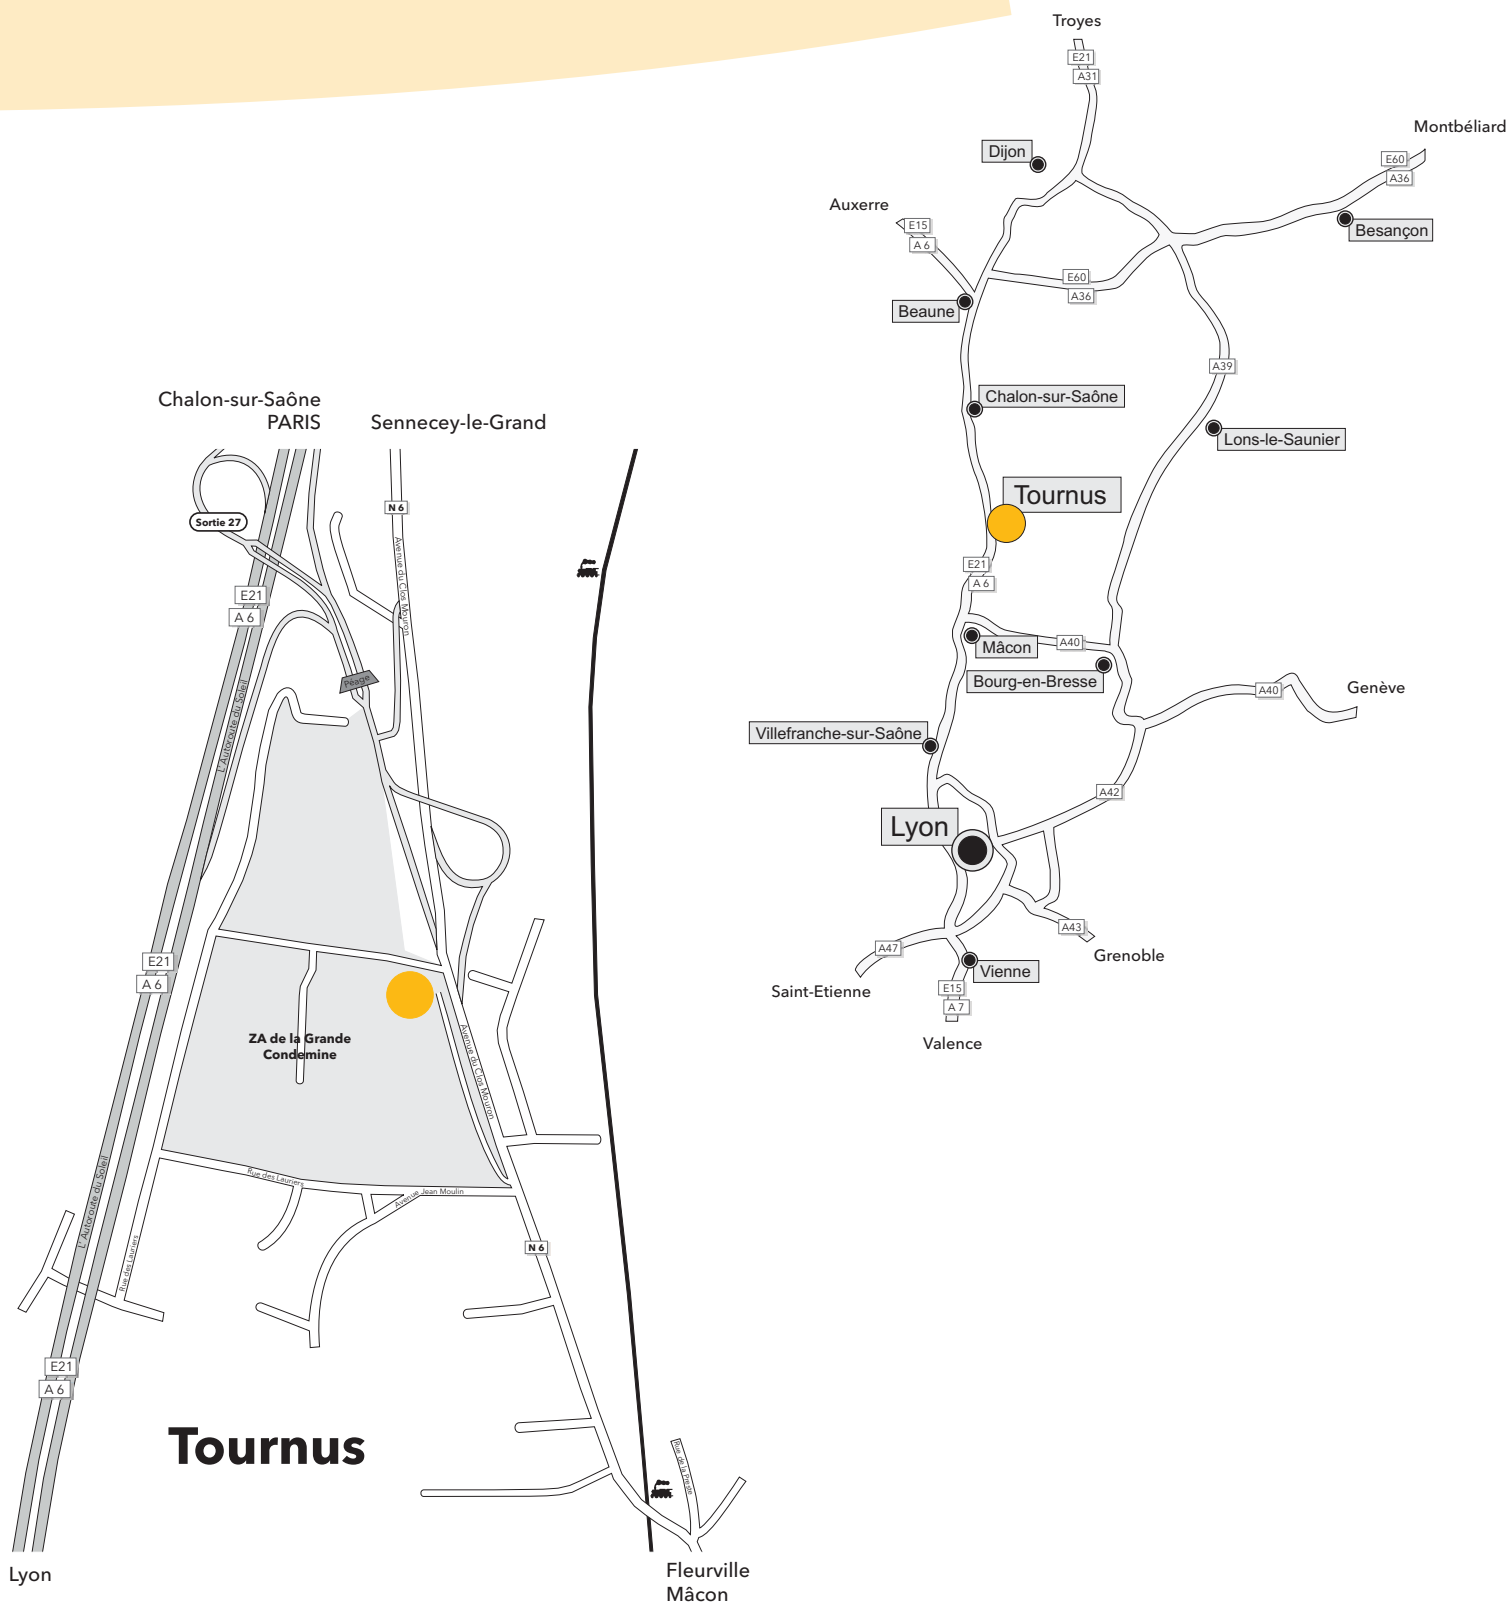 Troyes
E21
A31
Montbéliard
E60
A36
Dijon
Auxerre
E15
A 6
Besançon
E60
A36
Beaune
A39
Chalon-sur-Saône
Lons-le-Saunier
Tournus
E21
A 6
Mâcon
A40
Bourg-en-Bresse
A40
Genève
Villefranche-sur-Saône
A42
Lyon
A43
Grenoble
A47
Saint-Etienne
Vienne
E15
A 7
Valence
Chalon-sur-Saône
PARIS
Sennecey-le-Grand
N 6
Sortie 27
Avenue du Clos Mouron
E21
A 6
Péage
L' Autoroute du Soleil
E21
A 6
ZA de la Grande
Condemine
Avenue du Clos Mouron
Rue des Lauriers
Avenue Jean Moulin
L' Autoroute du Soleil
Rue des Lauriers
N 6
E21
A 6
Tournus
Rue de la Preste
Lyon
Fleurville
Mâcon